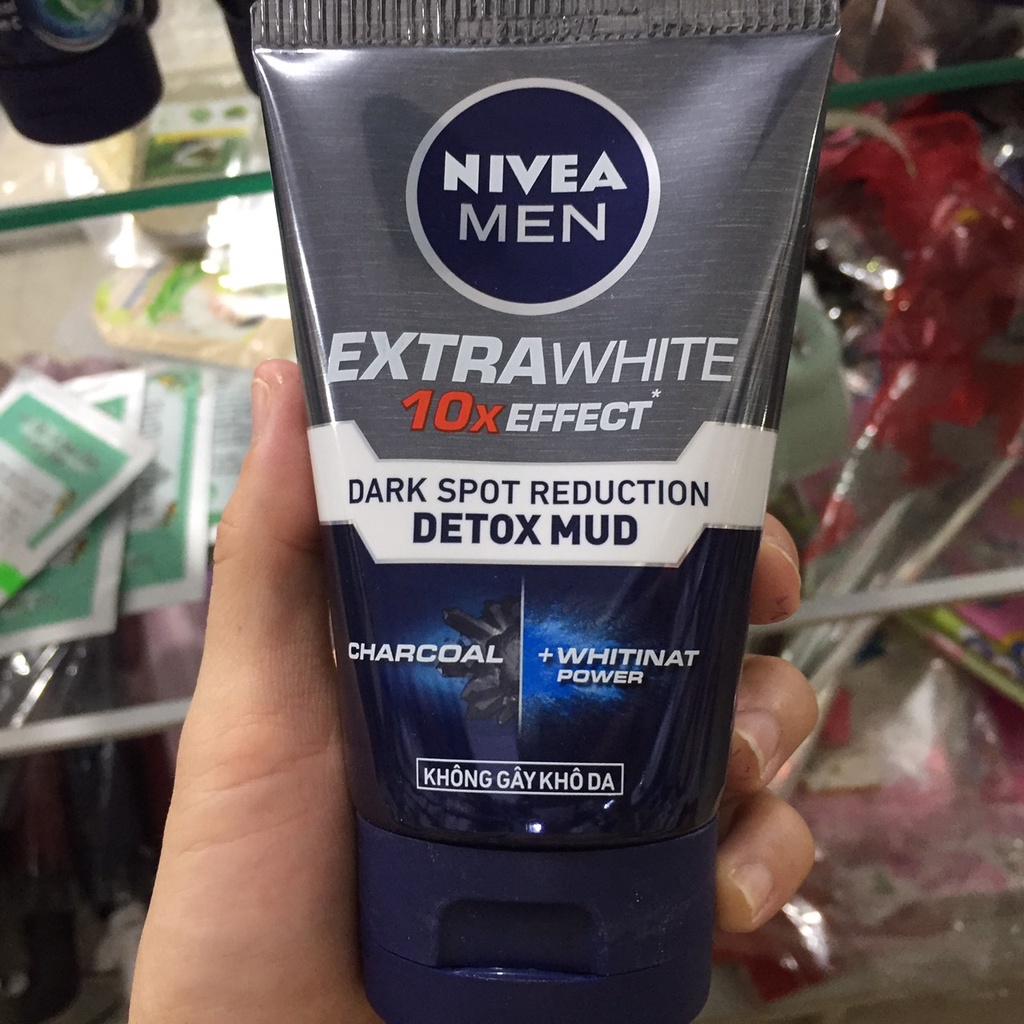 NIVEA
MEN
EXTRAWHITE
10x EFFECT*
DARK SPOT REDUCTION
DETOX MUD
CHARCOAL
+WHITINAT
POWER
KHÔNG GÂY KHÔ DA